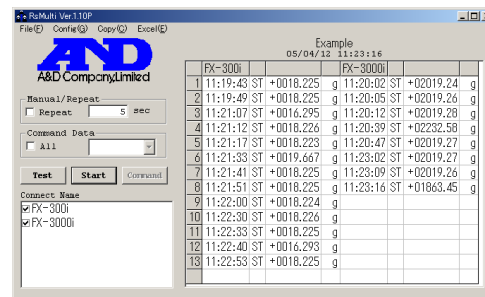 RsMulti Ver.1.10P
File(F) Config(G) Copy(C) Excel(E)
AND
A&D Company,Limited
Manual/Repeat
Repeat 5 sec
Command Data
All
Test Start Command
Connect Name
FX-300i
FX-3000i
Example
05/04/12 11:23:16
FX-300i FX-3000i
1 11:19:43 ST +0018.225 g 11:20:02 ST +02019.24 g
2 11:19:49 ST +0018.225 g 11:20:05 ST +02019.26 g
3 11:21:07 ST +0016.295 g 11:20:12 ST +02019.28 g
4 11:21:12 ST +0018.226 g 11:20:39 ST +02232.58 g
5 11:21:17 ST +0018.223 g 11:20:47 ST +02019.27 g
6 11:21:33 ST +0019.667 g 11:23:02 ST +02019.27 g
7 11:21:41 ST +0018.225 g 11:23:09 ST +02019.26 g
8 11:21:51 ST +0018.225 g 11:23:16 ST +01863.45 g
9 11:22:00 ST +0018.224 g
10 11:22:30 ST +0018.226 g
11 11:22:33 ST +0018.225 g
12 11:22:40 ST +0016.293 g
13 11:22:53 ST +0018.225 g